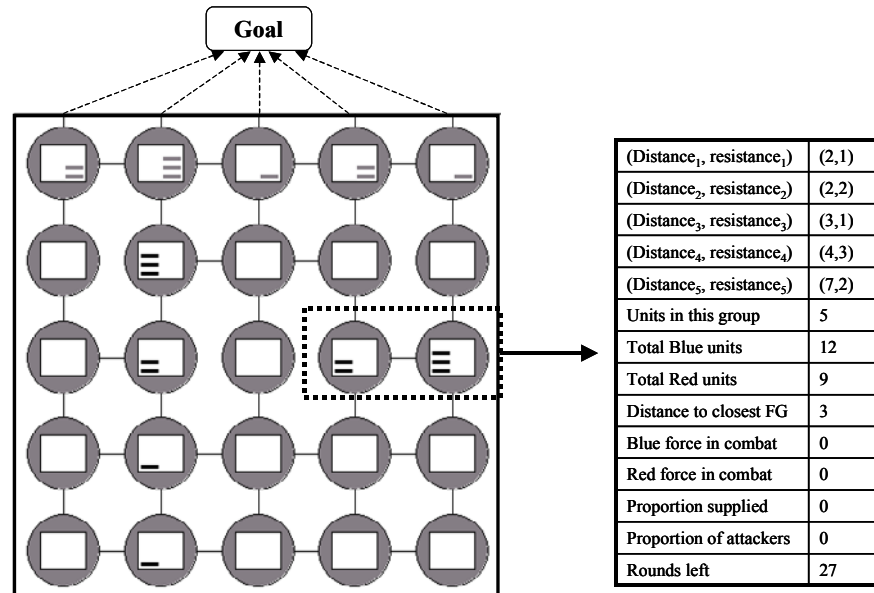 Goal
(Distance₁, resistance₁) (2,1)
(Distance₂, resistance₂) (2,2)
(Distance₃, resistance₃) (3,1)
(Distance₄, resistance₄) (4,3)
(Distance₅, resistance₅) (7,2)
Units in this group 5
Total Blue units 12
Total Red units 9
Distance to closest FG 3
Blue force in combat 0
Red force in combat 0
Proportion supplied 0
Proportion of attackers 0
Rounds left 27